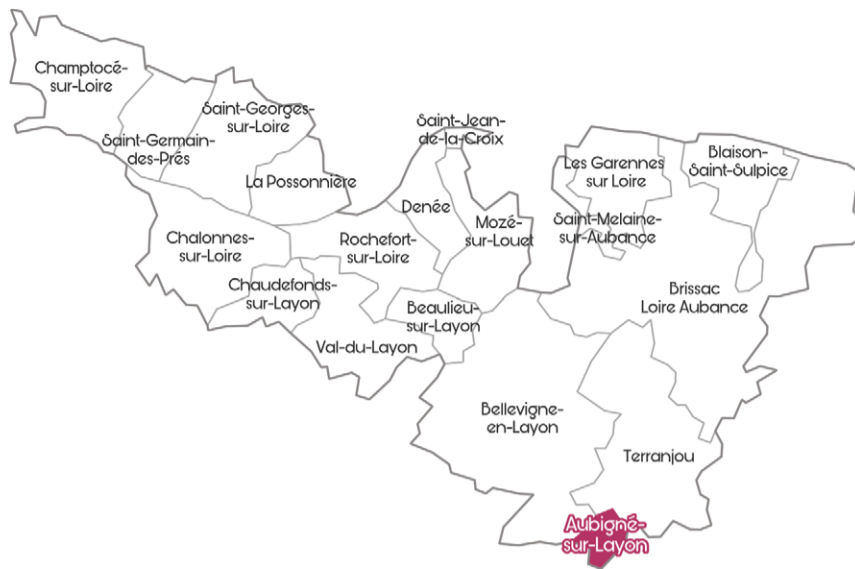 Champtocé-
sur-Loire
Saint-Georges-
sur-Loire
Saint-Germain-
des-Prés
La Possonnière
Saint-Jean-
de-la-Croix
Les Garennes
sur Loire
Blaison-
Saint-Sulpice
Denée
Mozé-
sur-Louet
Saint-Melaine-
sur-Aubance
Chalonnes-
sur-Loire
Rochefort-
sur-Loire
Chaudefonds-
sur-Layon
Beaulieu-
sur-Layon
Brissac
Loire Aubance
Val-du-Layon
Bellevigne-
en-Layon
Terranjou
Aubigné-
sur-Layon